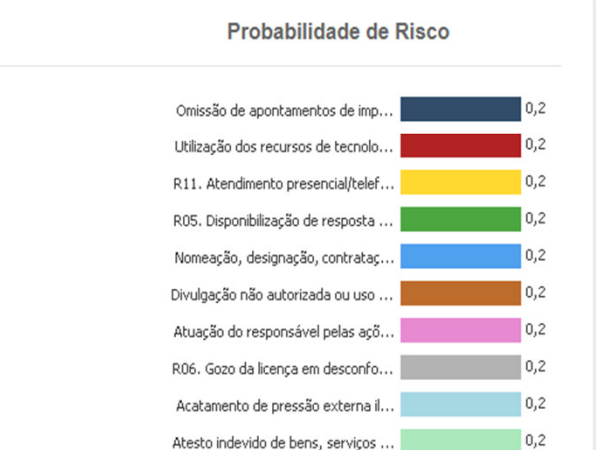 Probabilidade de Risco
Omissão de apontamentos de imp... 0,2
Utilização dos recursos de tecnolo... 0,2
R11. Atendimento presencial/telef... 0,2
R05. Disponibilização de resposta ... 0,2
Nomeação, designação, contrataç... 0,2
Divulgação não autorizada ou uso ... 0,2
Atuação do responsável pelas açõ... 0,2
R06. Gozo da licença em desconfo... 0,2
Acatamento de pressão externa il... 0,2
Atesto indevido de bens, serviços ... 0,2